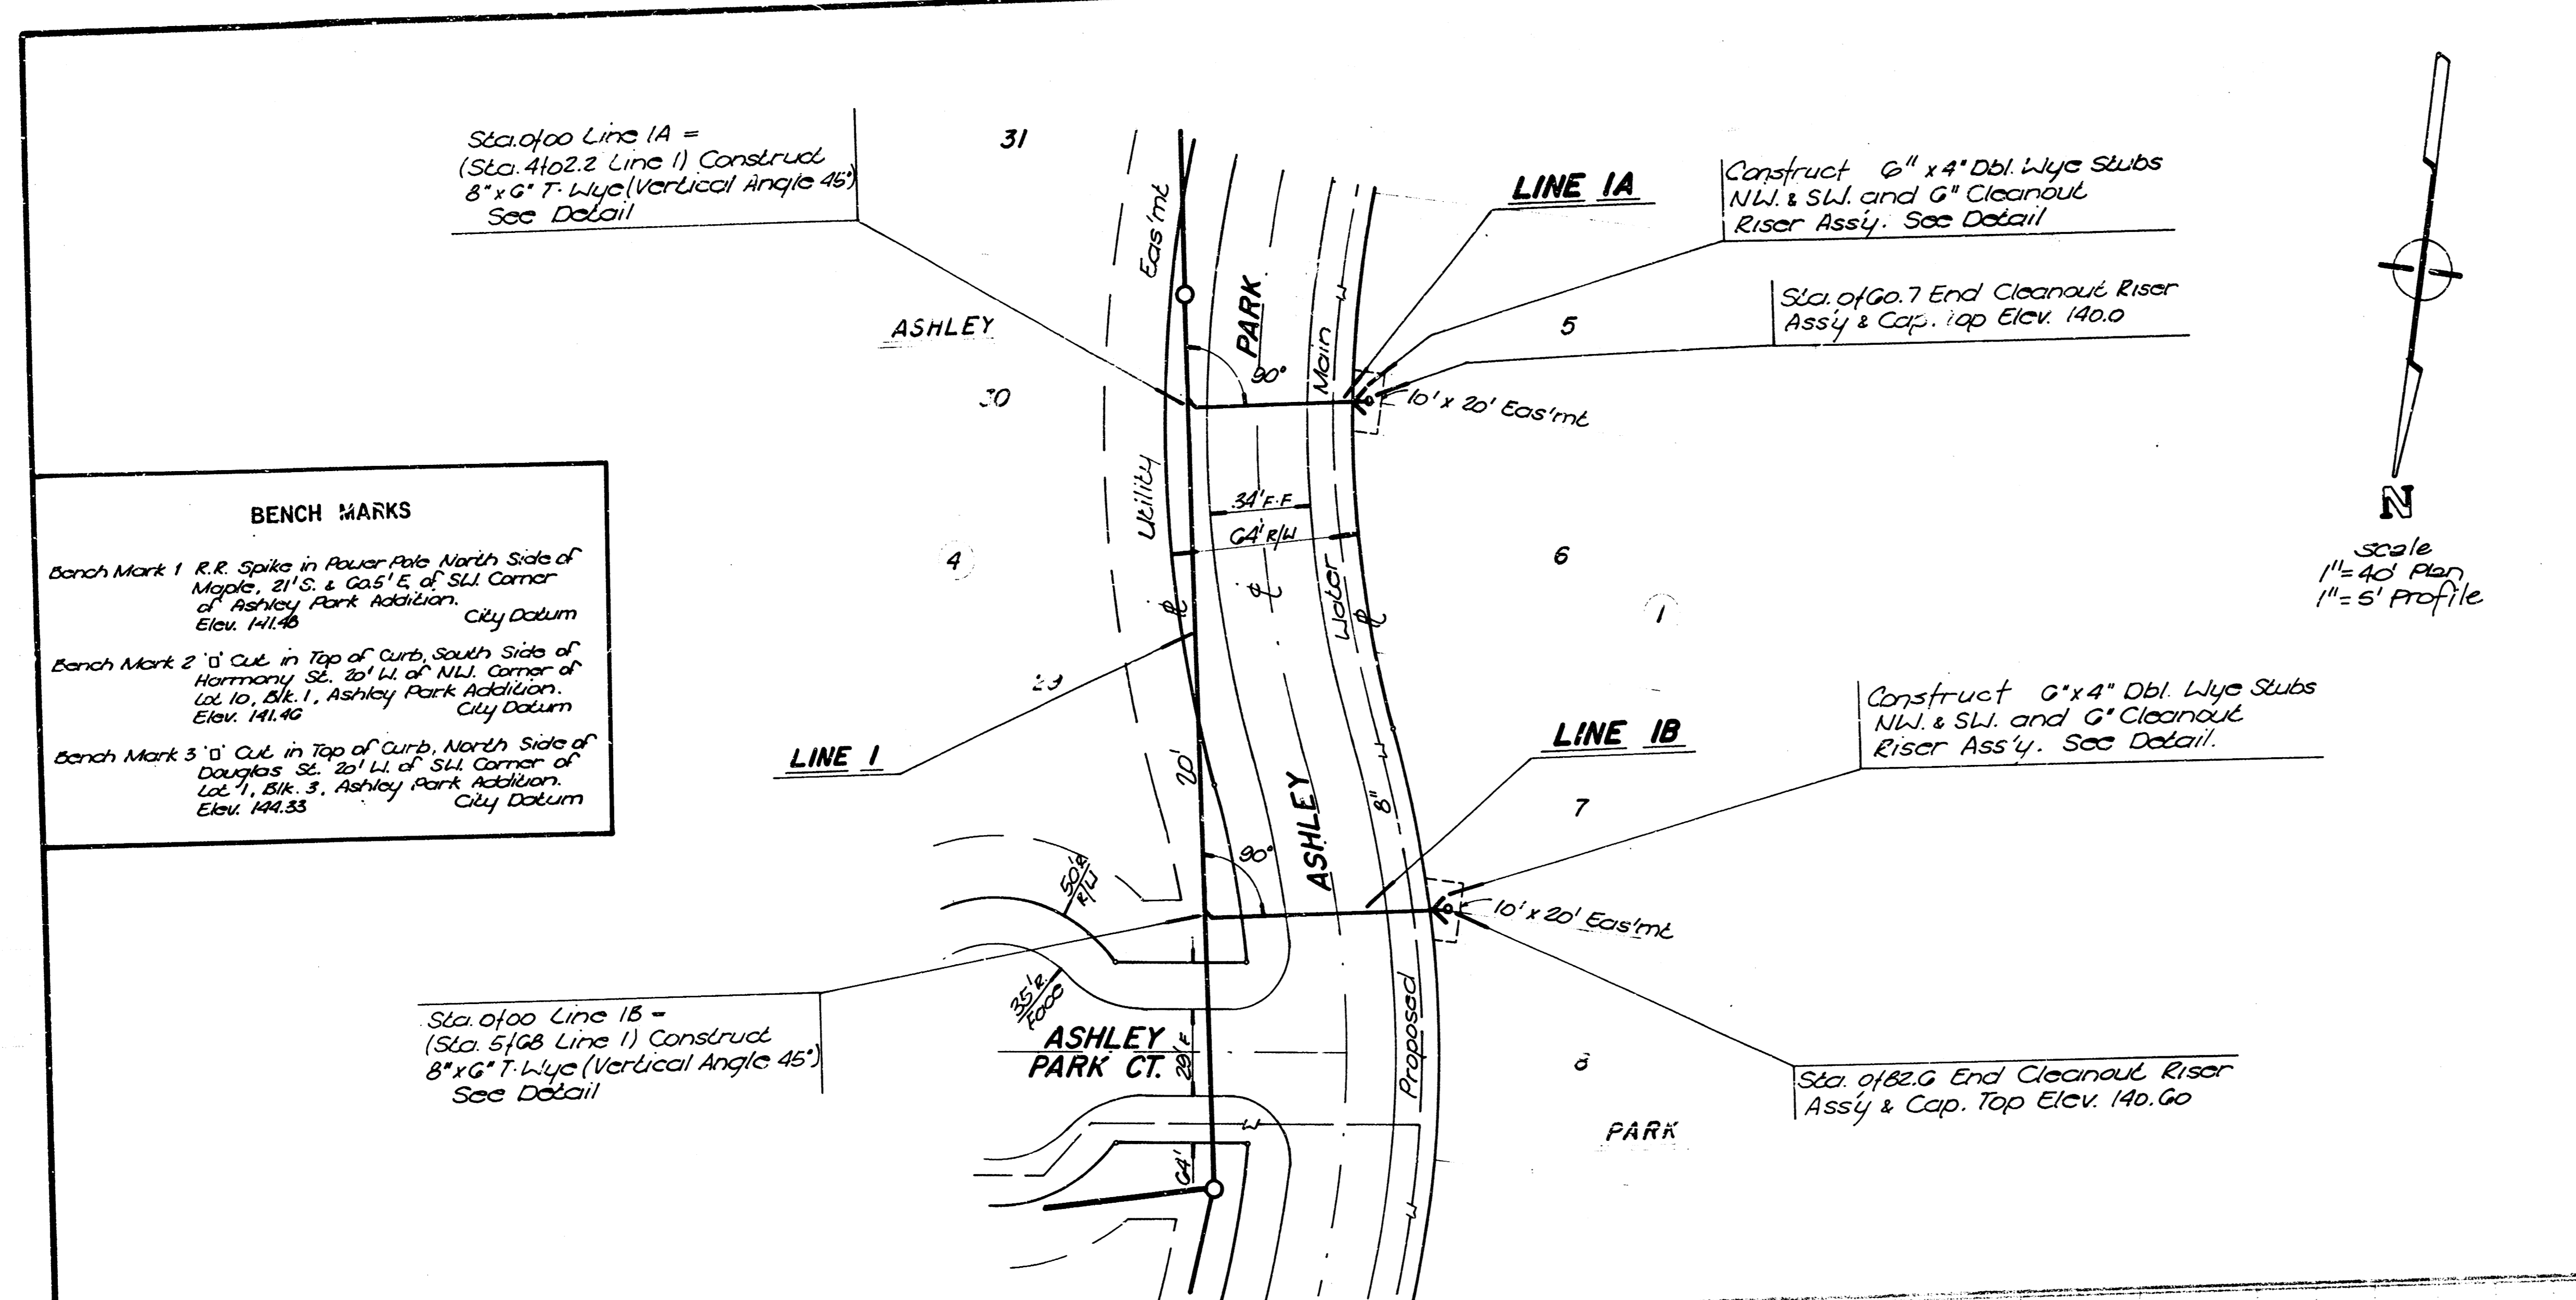 Sta. 0+00 Line 1A =
(Sta. 4+02.2 Line 1) Construct
8" x 6" T-Wye (Vertical Angle 45°)
See Detail
31
Eas'mt
PARK
LINE 1A
Construct 6" x 4" Dbl. Wye Stubs
NW. & SW. and 6" Cleanout
Riser Ass'y. See Detail
Sta. 0+60.7 End Cleanout Riser
Ass'y & Cap. Top Elev. 140.0
ASHLEY
5
Main
W
90°
10' x 20' Eas'mt
30
Utility
34' F-F
64' R/W
N
scale
1"=40' Plan
1"=5' Profile
BENCH MARKS
Bench Mark 1 R.R. Spike in Power Pole North Side of
Maple, 21' S. & 60.5' E. of SW. Corner
of Ashley Park Addition.
Elev. 141.48 City Datum
Bench Mark 2 '□' Cut in Top of Curb, South Side of
Harmony St. 20' W. of NW. Corner of
Lot 10, Blk. 1, Ashley Park Addition.
Elev. 141.46 City Datum
Bench Mark 3 '□' Cut in Top of Curb, North Side of
Douglas St. 20' W. of SW. Corner of
Lot 1, Blk. 3, Ashley Park Addition.
Elev. 144.33 City Datum
4
6
1
Water
℄
29
LINE 1
20'
LINE 1B
Construct 6"x4" Dbl. Wye Stubs
NW. & SW. and 6" Cleanout
Riser Ass'y. See Detail.
W
8"
ASHLEY
7
90°
50'R
R/W
10' x 20' Eas'mt
35'R.
Face
Sta. 0+00 Line 1B =
(Sta. 5+68 Line 1) Construct
8"x6" T-Wye (Vertical Angle 45°)
See Detail
ASHLEY
PARK CT.
29' F
Proposed
8
Sta. 0+82.6 End Cleanout Riser
Ass'y & Cap. Top Elev. 140.60
PARK
W
64'
W